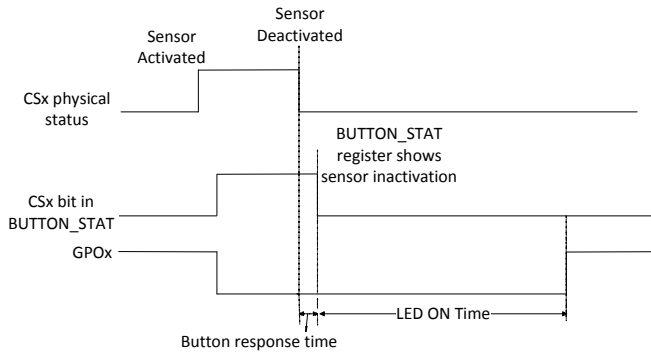 Sensor
Deactivated
Sensor
Activated
CSx physical
status
BUTTON_STAT
register shows
sensor inactivation
CSx bit in
BUTTON_STAT
GPOx
LED ON Time
Button response time